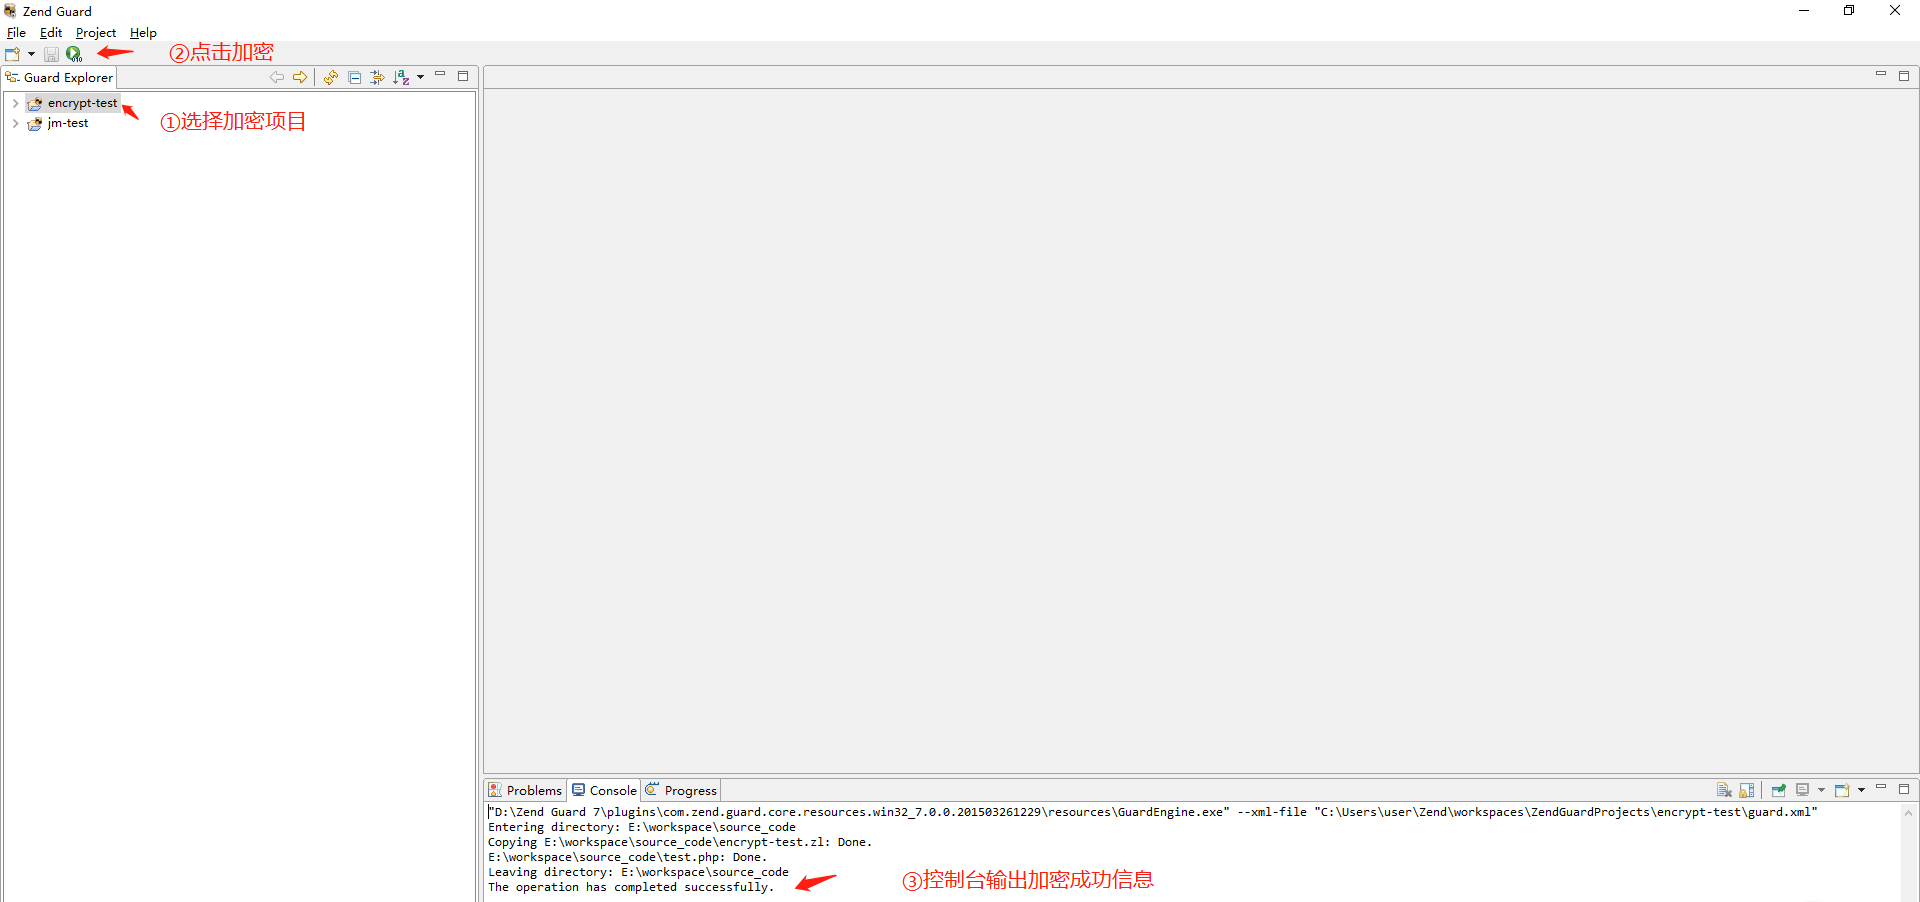 Zend Guard
File Edit Project Help
②点击加密
Guard Explorer
encrypt-test
①选择加密项目
jm-test
Problems Console Progress
"D:\Zend Guard 7\plugins\com.zend.guard.core.resources.win32_7.0.0.201503261229\resources\GuardEngine.exe" --xml-file "C:\Users\user\Zend\workspaces\ZendGuardProjects\encrypt-test\guard.xml"
Entering directory: E:\workspace\source_code
Copying E:\workspace\source_code\encrypt-test.zl: Done.
E:\workspace\source_code\test.php: Done.
Leaving directory: E:\workspace\source_code
The operation has completed successfully.
③控制台输出加密成功信息